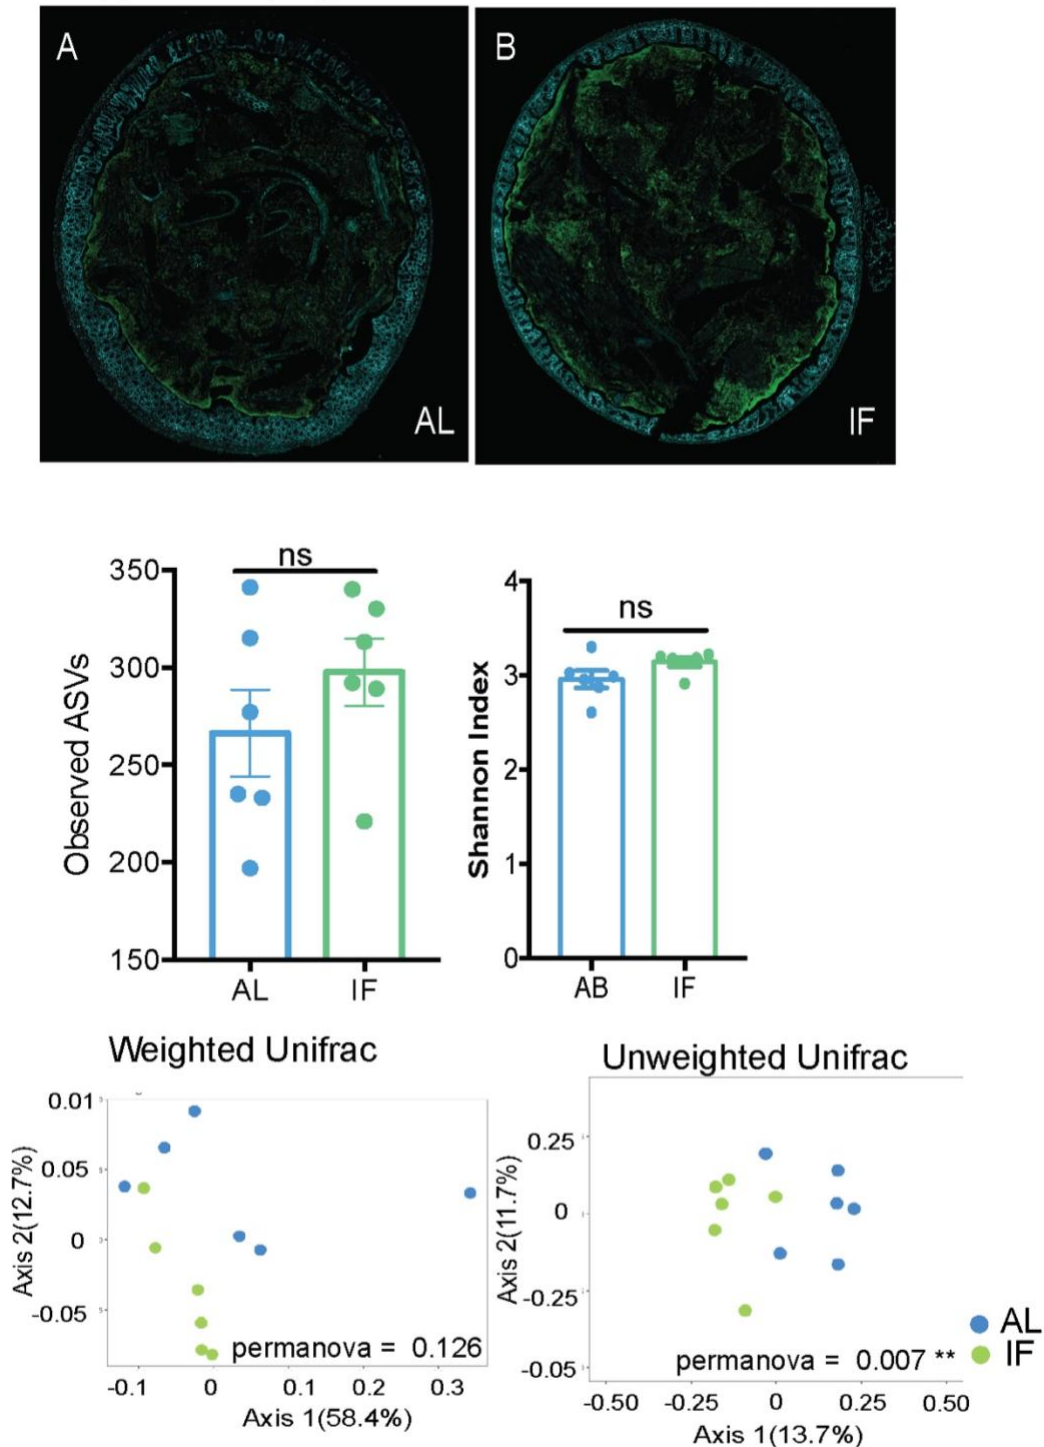 A
B
AL
IF
ns
350
300
250
200
150
Observed ASVs
AL
IF
ns
4
3
2
1
0
Shannon Index
AB
IF
Weighted Unifrac
0.01
0.05
0
-0.05
Axis 2(12.7%)
permanova = 0.126
-0.1
0
0.1
0.2
0.3
Axis 1(58.4%)
Unweighted Unifrac
0.25
0
-0.25
-0.05
Axis 2(11.7%)
permanova = 0.007 **
-0.50
-0.25
0
0.25
0.50
Axis 1(13.7%)
AL
IF